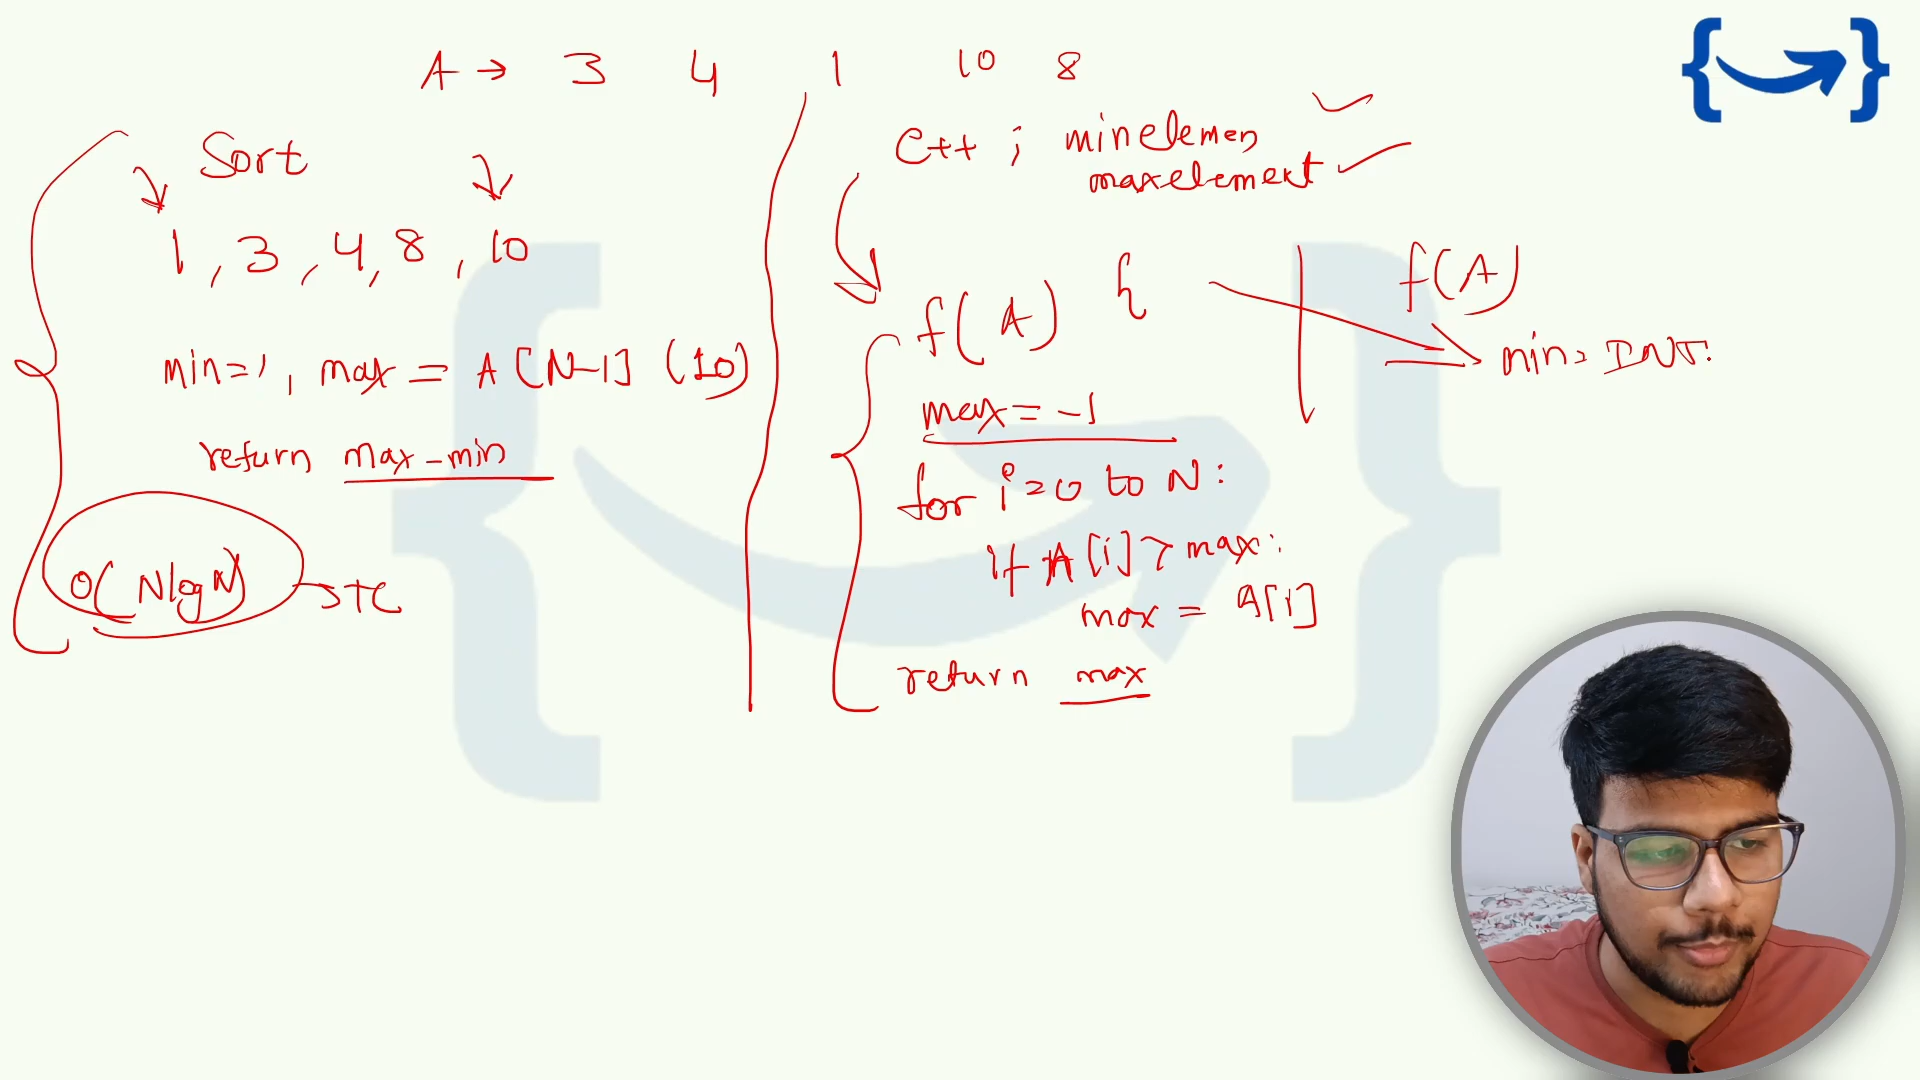 A → 3 4 1 10 8
Sort
1, 3, 4, 8, 10
min=1, max = A[N-1] (10)
return max-min
O(NlogN) → TC
C++ ; minelemen
maxelement
f(A) {
max = -1
for i=0 to N:
if A[i] > max:
max = A[i]
return max
f(A)
min= INT.